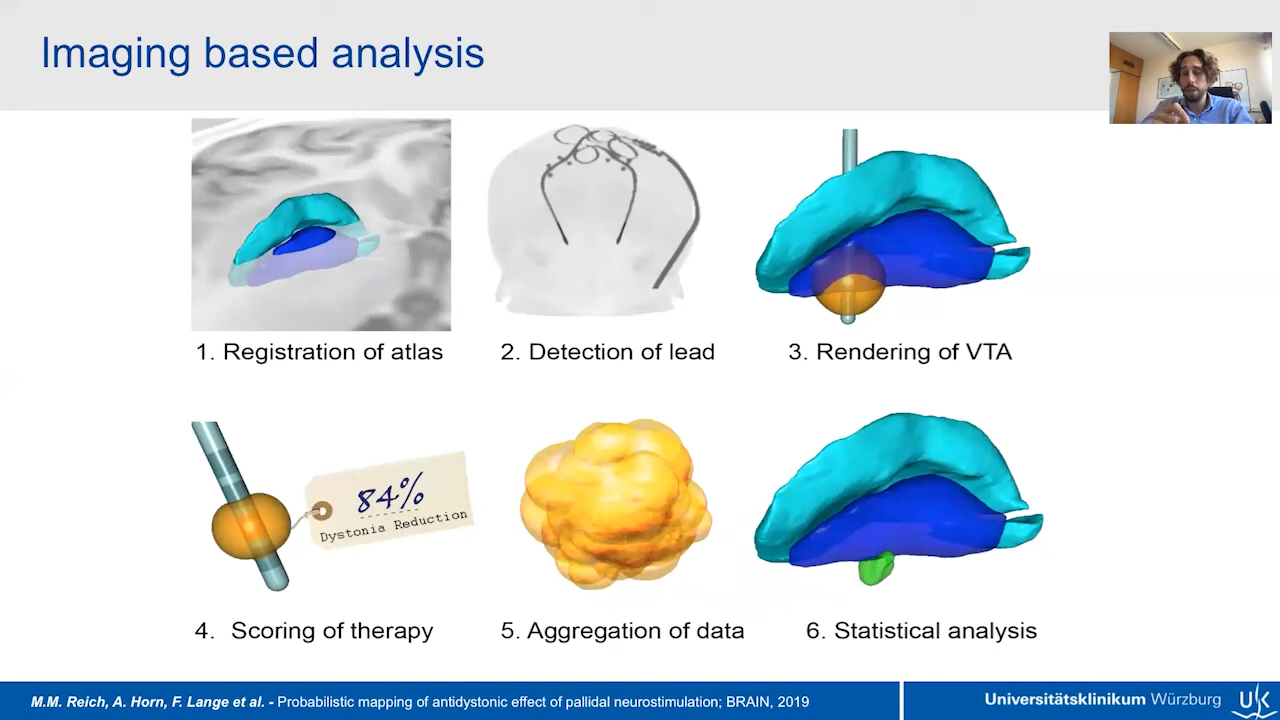 Imaging based analysis
1. Registration of atlas
2. Detection of lead
3. Rendering of VTA
84%
Dystonia Reduction
4. Scoring of therapy
5. Aggregation of data
6. Statistical analysis
M.M. Reich, A. Horn, F. Lange et al. - Probabilistic mapping of antidystonic effect of pallidal neurostimulation; BRAIN, 2019
Universitätsklinikum Würzburg
UK